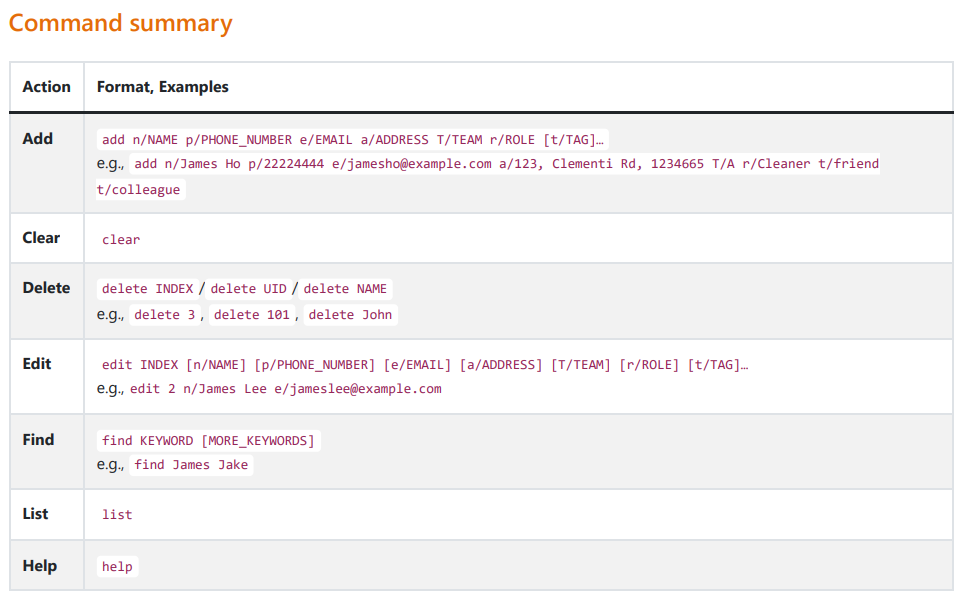 Command summary
Action Format, Examples
Add add n/NAME p/PHONE_NUMBER e/EMAIL a/ADDRESS T/TEAM r/ROLE [t/TAG]…
e.g., add n/James Ho p/22224444 e/jamesho@example.com a/123, Clementi Rd, 1234665 T/A r/Cleaner t/friend
t/colleague
Clear clear
Delete delete INDEX / delete UID / delete NAME
e.g., delete 3 , delete 101 , delete John
Edit edit INDEX [n/NAME] [p/PHONE_NUMBER] [e/EMAIL] [a/ADDRESS] [T/TEAM] [r/ROLE] [t/TAG]…
e.g., edit 2 n/James Lee e/jameslee@example.com
Find find KEYWORD [MORE_KEYWORDS]
e.g., find James Jake
List list
Help help